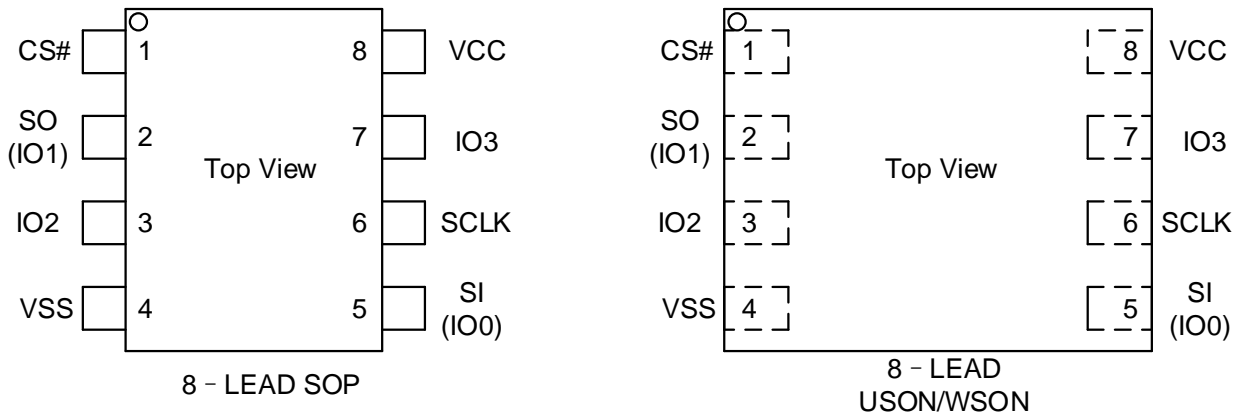 CS# 1 8 VCC
SO
(IO1) 2 7 IO3
Top View
IO2 3 6 SCLK
VSS 4 5 SI
(IO0)
8 - LEAD SOP
CS# 1 8 VCC
SO
(IO1) 2 7 IO3
Top View
IO2 3 6 SCLK
VSS 4 5 SI
(IO0)
8 - LEAD
USON/WSON